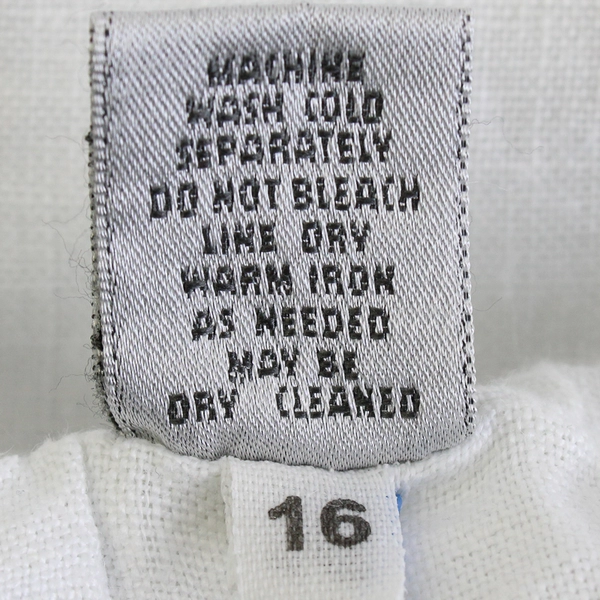 MACHINE
WASH COLD
SEPARATELY
DO NOT BLEACH
LINE DRY
WARM IRON
AS NEEDED
MAY BE
DRY CLEANED
16